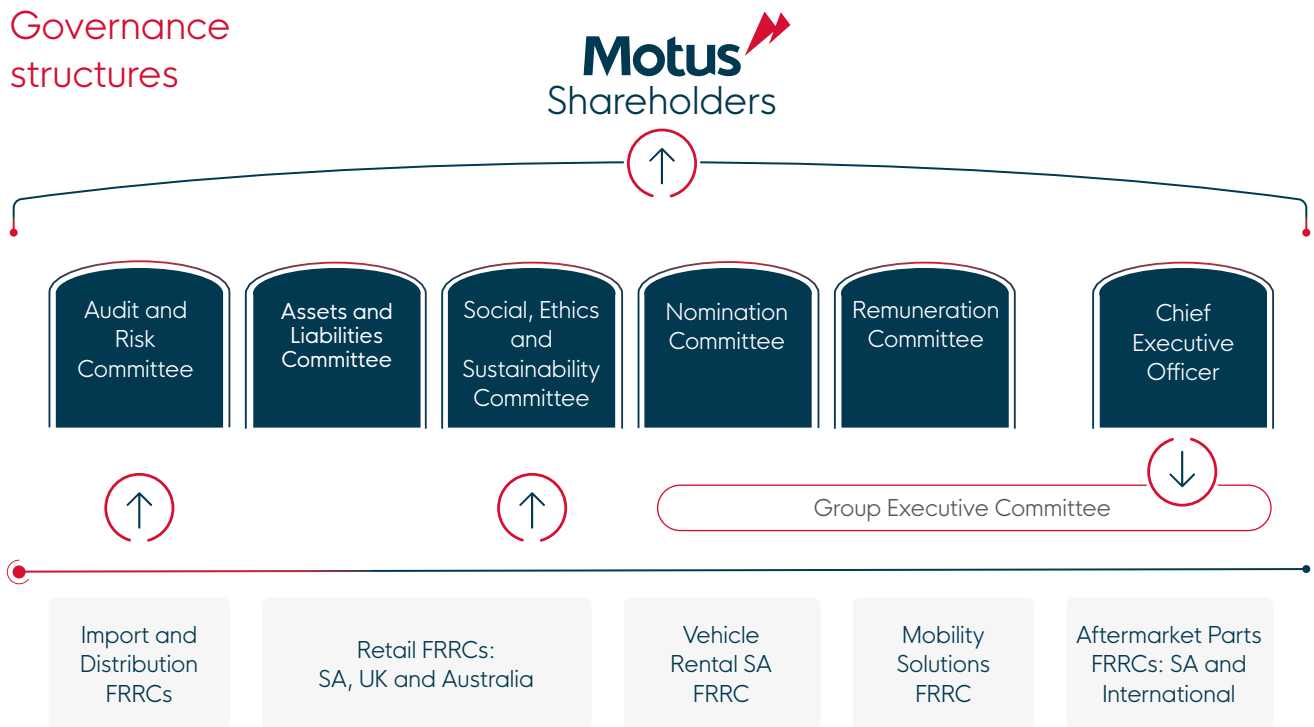 Governance
structures
Motus
Shareholders
Audit and
Risk
Committee
Assets and
Liabilities
Committee
Social, Ethics
and
Sustainability
Committee
Nomination
Committee
Remuneration
Committee
Chief
Executive
Officer
Group Executive Committee
Import and
Distribution
FRRCs
Retail FRRCs:
SA, UK and Australia
Vehicle
Rental SA
FRRC
Mobility
Solutions
FRRC
Aftermarket Parts
FRRCs: SA and
International